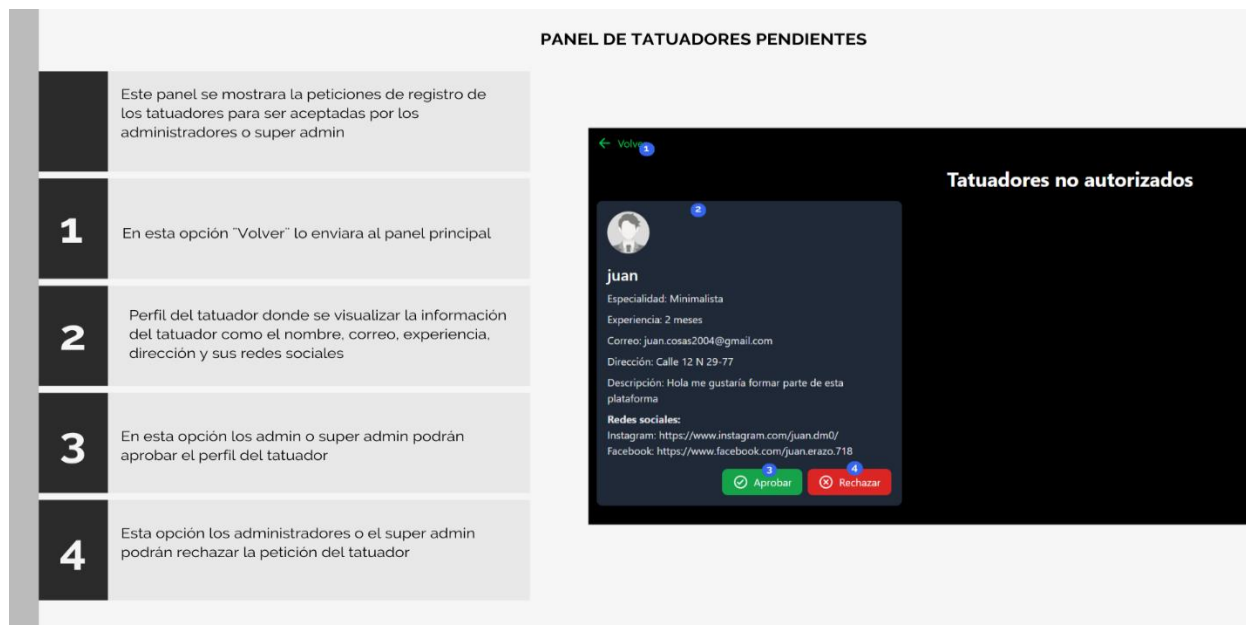 PANEL DE TATUADORES PENDIENTES
Este panel se mostrara la peticiones de registro de
los tatuadores para ser aceptadas por los
administradores o super admin
1
En esta opción ¨Volver¨ lo enviara al panel principal
2
Perfil del tatuador donde se visualizar la información
del tatuador como el nombre, correo, experiencia,
dirección y sus redes sociales
3
En esta opción los admin o super admin podrán
aprobar el perfil del tatuador
4
Esta opción los administradores o el super admin
podrán rechazar la petición del tatuador
← Volver
1
Tatuadores no autorizados
2
juan
Especialidad: Minimalista
Experiencia: 2 meses
Correo: juan.cosas2004@gmail.com
Dirección: Calle 12 N 29-77
Descripción: Hola me gustaría formar parte de esta
plataforma
Redes sociales:
Instagram: https://www.instagram.com/juan.dm0/
Facebook: https://www.facebook.com/juan.erazo.718
3
4
Aprobar
Rechazar